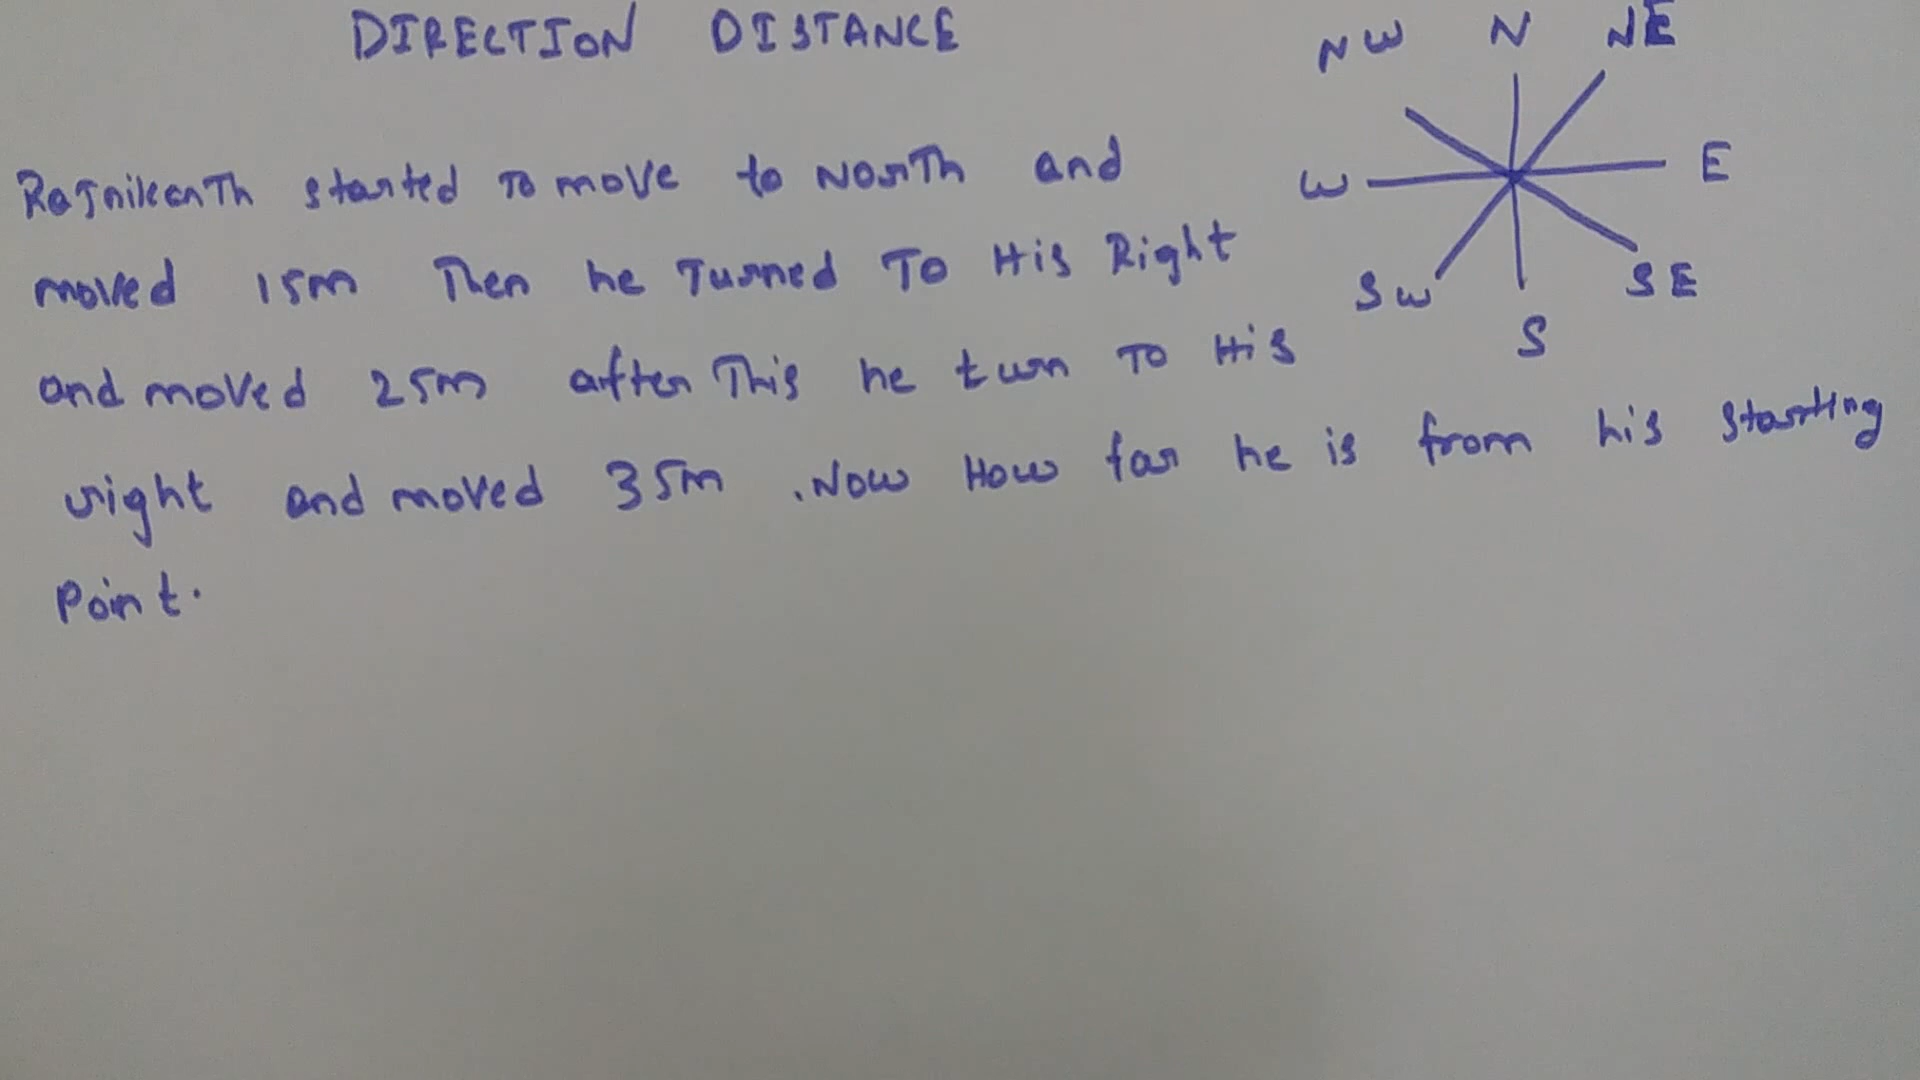 DIRECTION DISTANCE
NW N NE
W E
SW S SE
Rajnikanth started To move to North and
moved 15m Then he Turned To His Right
and moved 25m after This he turn To His
right and moved 35m . Now How far he is from his starting
Point.